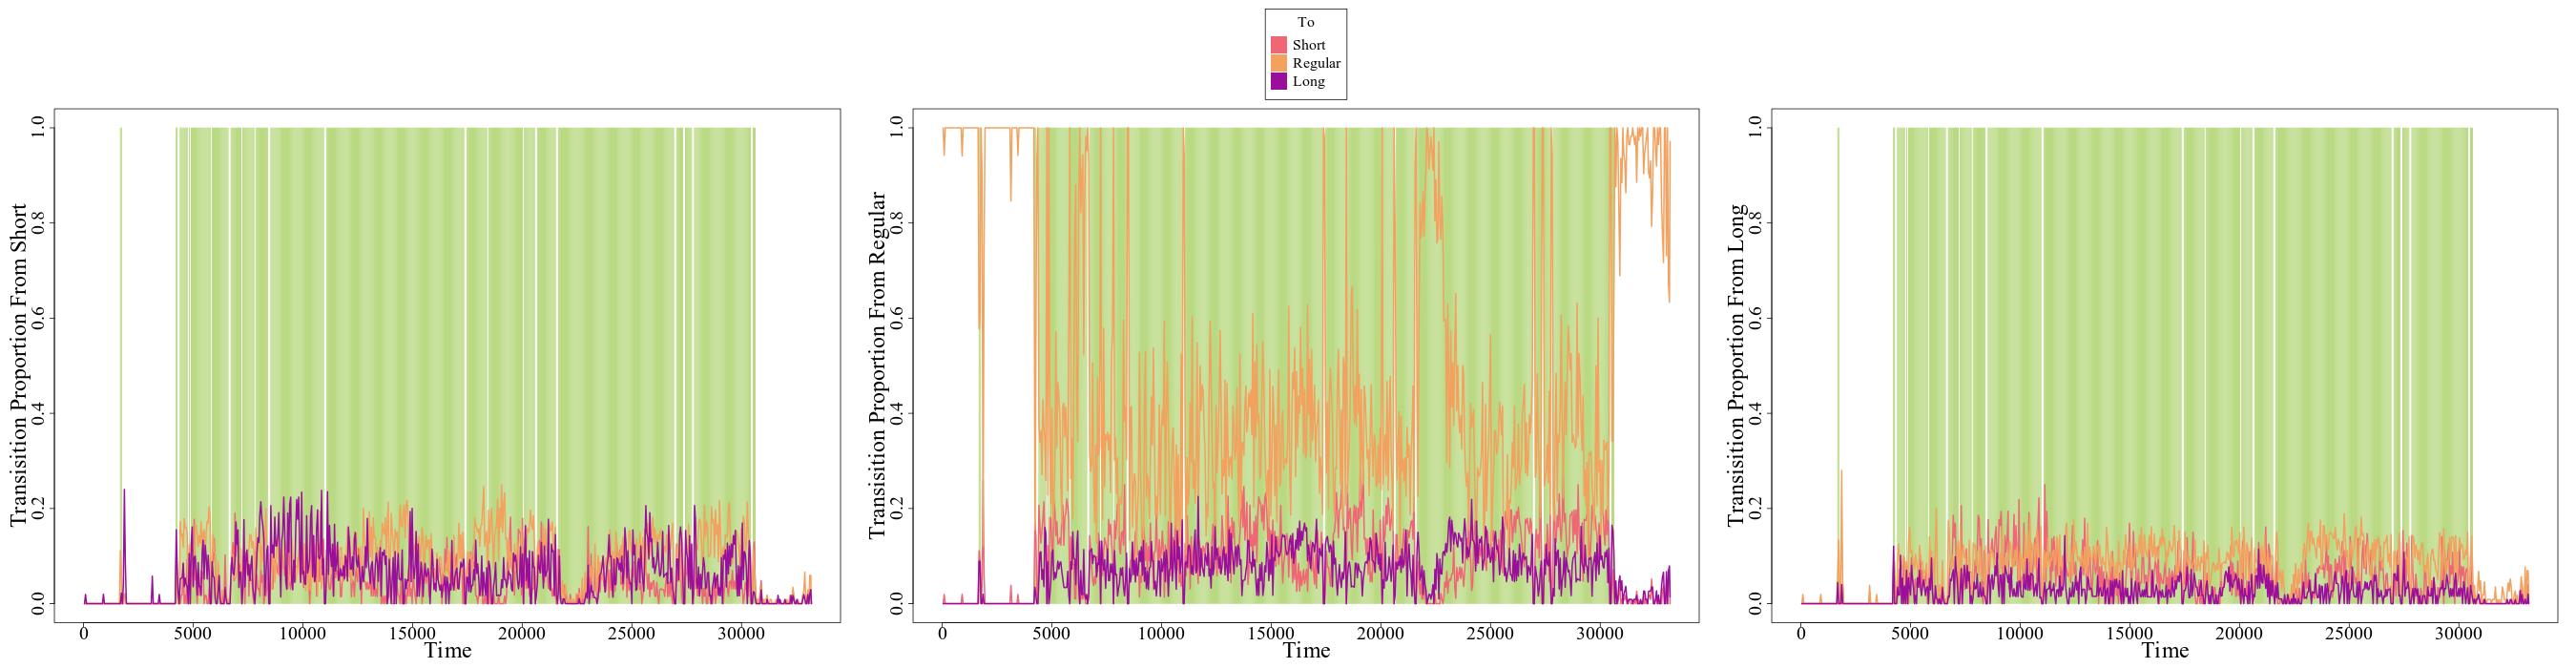 To
Short
Regular
Long
Transisition Proportion From Short
0.0 0.2 0.4 0.6 0.8 1.0
0 5000 10000 15000 20000 25000 30000
Time
Transisition Proportion From Regular
0.0 0.2 0.4 0.6 0.8 1.0
0 5000 10000 15000 20000 25000 30000
Time
Transisition Proportion From Long
0.0 0.2 0.4 0.6 0.8 1.0
0 5000 10000 15000 20000 25000 30000
Time